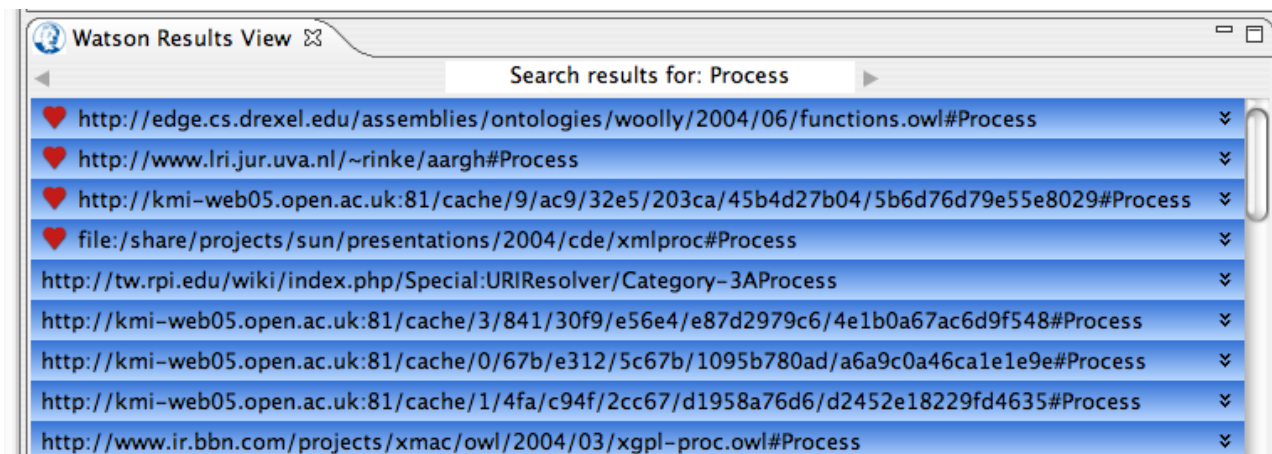 Watson Results View
Search results for: Process
http://edge.cs.drexel.edu/assemblies/ontologies/woolly/2004/06/functions.owl#Process
http://www.lri.jur.uva.nl/~rinke/aargh#Process
http://kmi-web05.open.ac.uk:81/cache/9/ac9/32e5/203ca/45b4d27b04/5b6d76d79e55e8029#Process
file:/share/projects/sun/presentations/2004/cde/xmlproc#Process
http://tw.rpi.edu/wiki/index.php/Special:URIResolver/Category-3AProcess
http://kmi-web05.open.ac.uk:81/cache/3/841/30f9/e56e4/e87d2979c6/4e1b0a67ac6d9f548#Process
http://kmi-web05.open.ac.uk:81/cache/0/67b/e312/5c67b/1095b780ad/a6a9c0a46ca1e1e9e#Process
http://kmi-web05.open.ac.uk:81/cache/1/4fa/c94f/2cc67/d1958a76d6/d2452e18229fd4635#Process
http://www.ir.bbn.com/projects/xmac/owl/2004/03/xgpl-proc.owl#Process